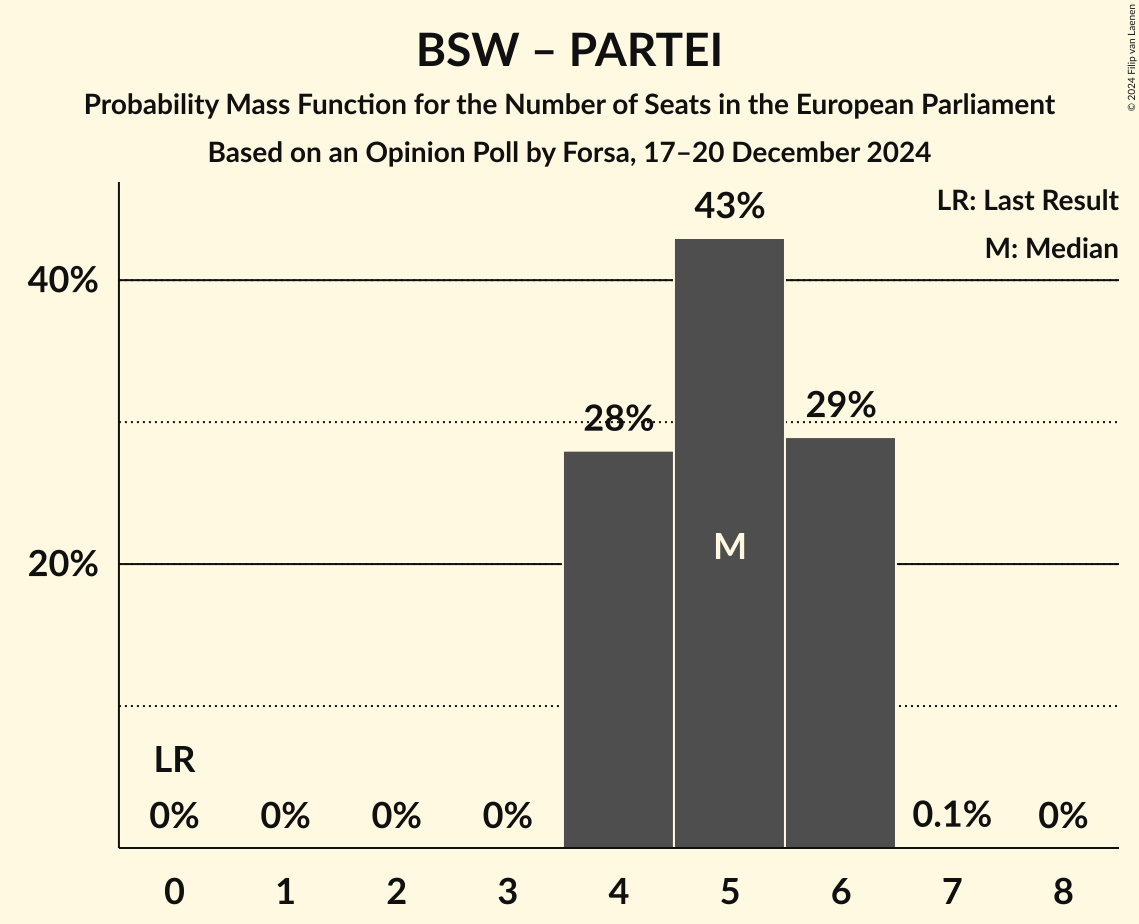 BSW – PARTEI
Probability Mass Function for the Number of Seats in the European Parliament
Based on an Opinion Poll by Forsa, 17–20 December 2024
© 2024 Filip van Laenen
LR: Last Result
M: Median
43%
40%
28%
29%
M
20%
LR
0%
0%
0%
0%
0.1%
0%
0
1
2
3
4
5
6
7
8